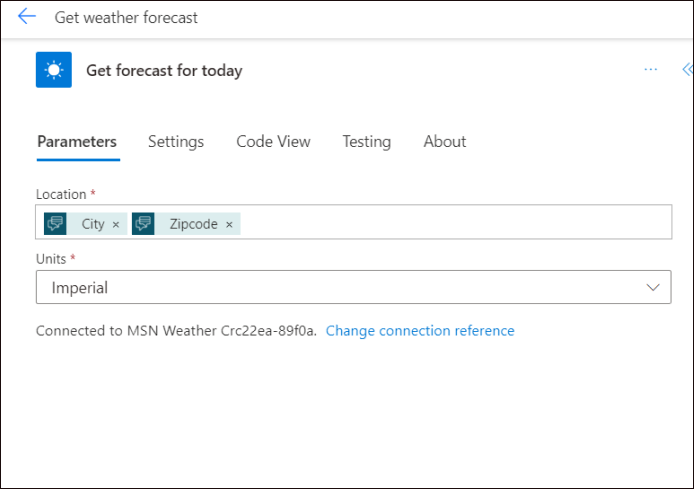 Get weather forecast
Get forecast for today
Parameters Settings Code View Testing About
Location *
City × Zipcode ×
Units *
Imperial
Connected to MSN Weather Crc22ea-89f0a. Change connection reference